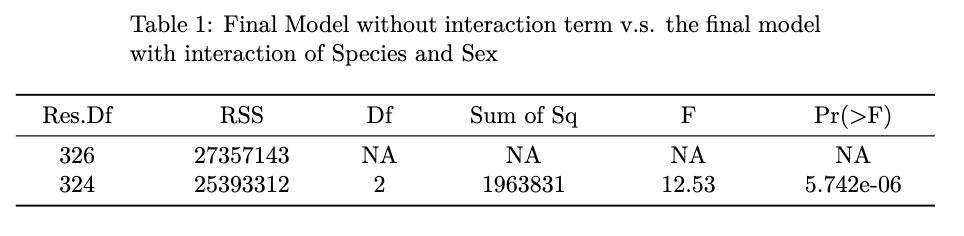 Table 1: Final Model without interaction term v.s. the final model
with interaction of Species and Sex
Res.Df RSS Df Sum of Sq F Pr(>F)
326 27357143 NA NA NA NA
324 25393312 2 1963831 12.53 5.742e-06